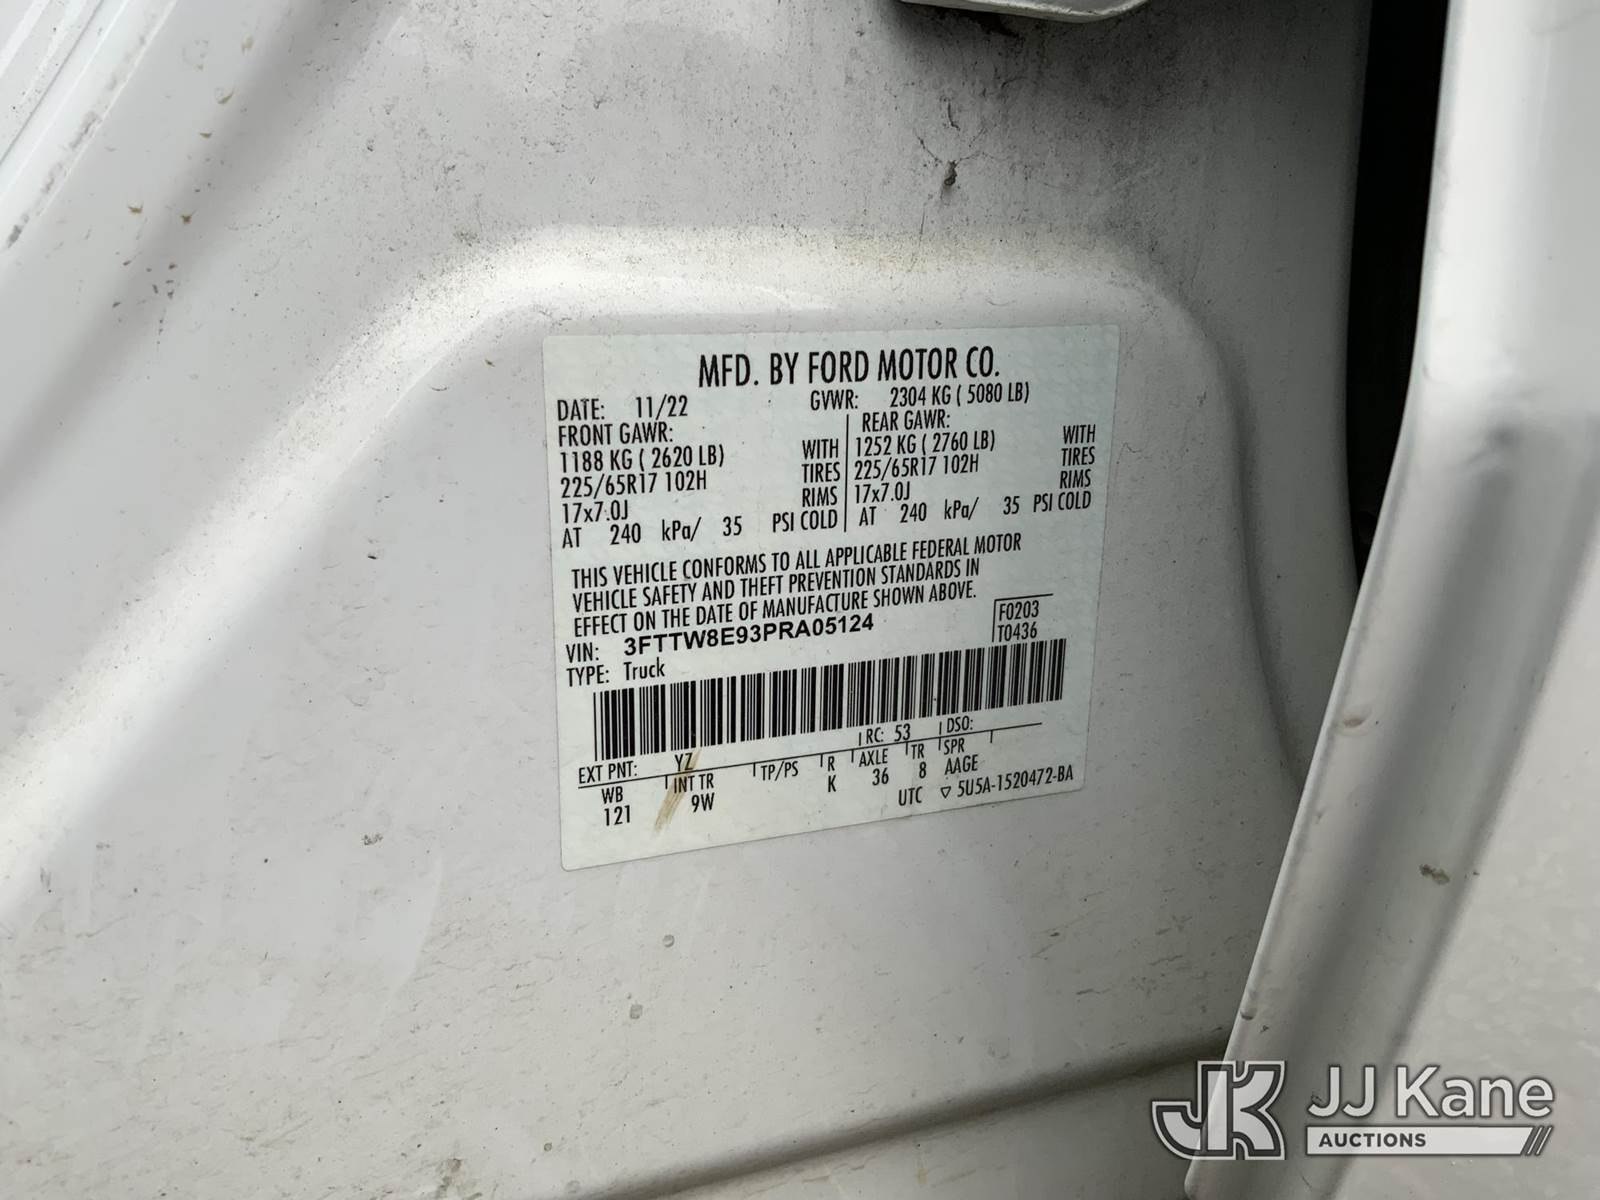 MFD. BY FORD MOTOR CO.
DATE: 11/22 GVWR: 2304 KG ( 5080 LB)
FRONT GAWR: REAR GAWR:
1188 KG ( 2620 LB) WITH 1252 KG ( 2760 LB) WITH
225/65R17 102H TIRES 225/65R17 102H TIRES
17x7.0J RIMS 17x7.0J RIMS
AT 240 kPa/ 35 PSI COLD AT 240 kPa/ 35 PSI COLD
THIS VEHICLE CONFORMS TO ALL APPLICABLE FEDERAL MOTOR
VEHICLE SAFETY AND THEFT PREVENTION STANDARDS IN
EFFECT ON THE DATE OF MANUFACTURE SHOWN ABOVE.
VIN: 3FTTW8E93PRA05124 F0203
TYPE: Truck T0436
EXT PNT: YZ RC: 53 DSO:
WB INT TR TP/PS R AXLE TR SPR
121 9W K 36 8 AAGE
UTC ▽ 5U5A-1520472-BA
JK JJ Kane
AUCTIONS